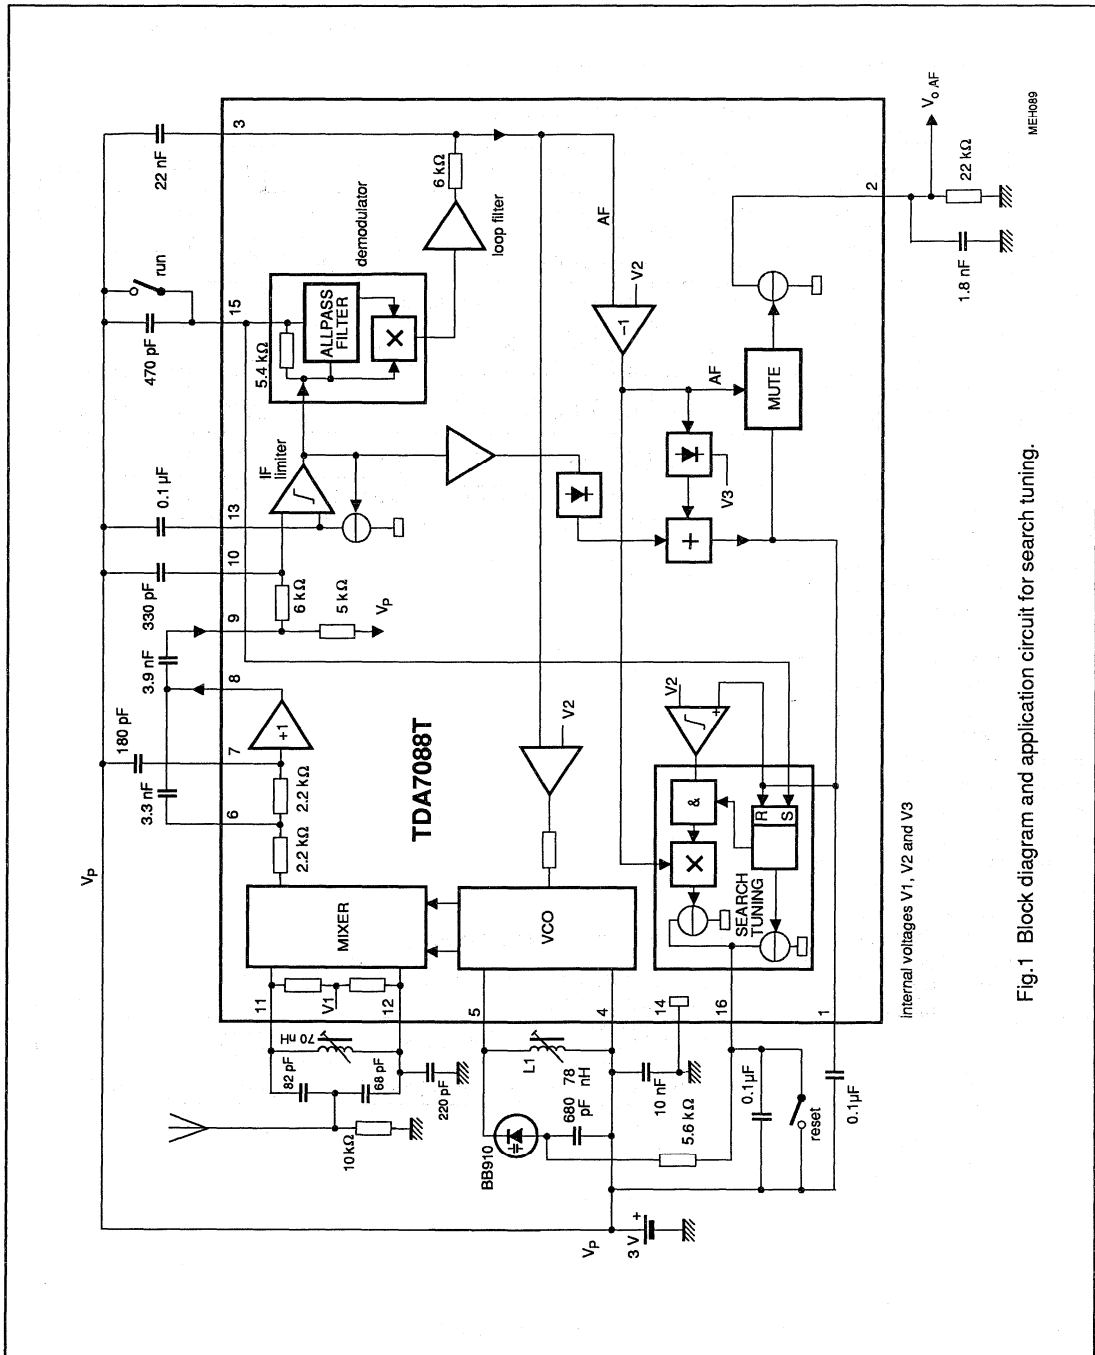 22 nF
3
6 kΩ
demodulator
loop filter
run
470 pF
15
ALLPASS
FILTER
5.4 kΩ
×
AF
V2
−1
AF
MUTE
2
V₀ AF
22 kΩ
1.8 nF
MEH089
0.1 µF
13
IF
limiter
330 pF
10
6 kΩ
5 kΩ
Vp
9
3.9 nF
8
V3
+
180 pF
7
+1
3.3 nF
6
2.2 kΩ
2.2 kΩ
TDA7088T
V2
V2
+
&
×
R
S
SEARCH
TUNING
Vp
MIXER
VCO
11
V1
12
5
4
14
16
1
70 nH
82 pF
68 pF
220 pF
10 kΩ
L1
78
nH
680
pF
BB910
10 nF
5.6 kΩ
0.1µF
reset
0.1µF
Vp
3 V
+
Internal voltages V1, V2 and V3
Fig.1 Block diagram and application circuit for search tuning.